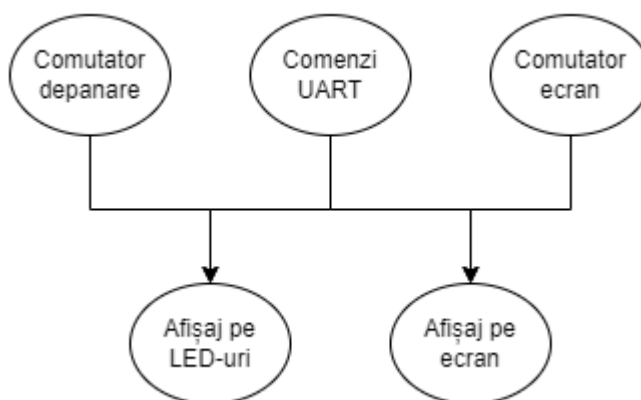 Comutator
depanare
Comenzi
UART
Comutator
ecran
Afișaj pe
LED-uri
Afișaj pe
ecran